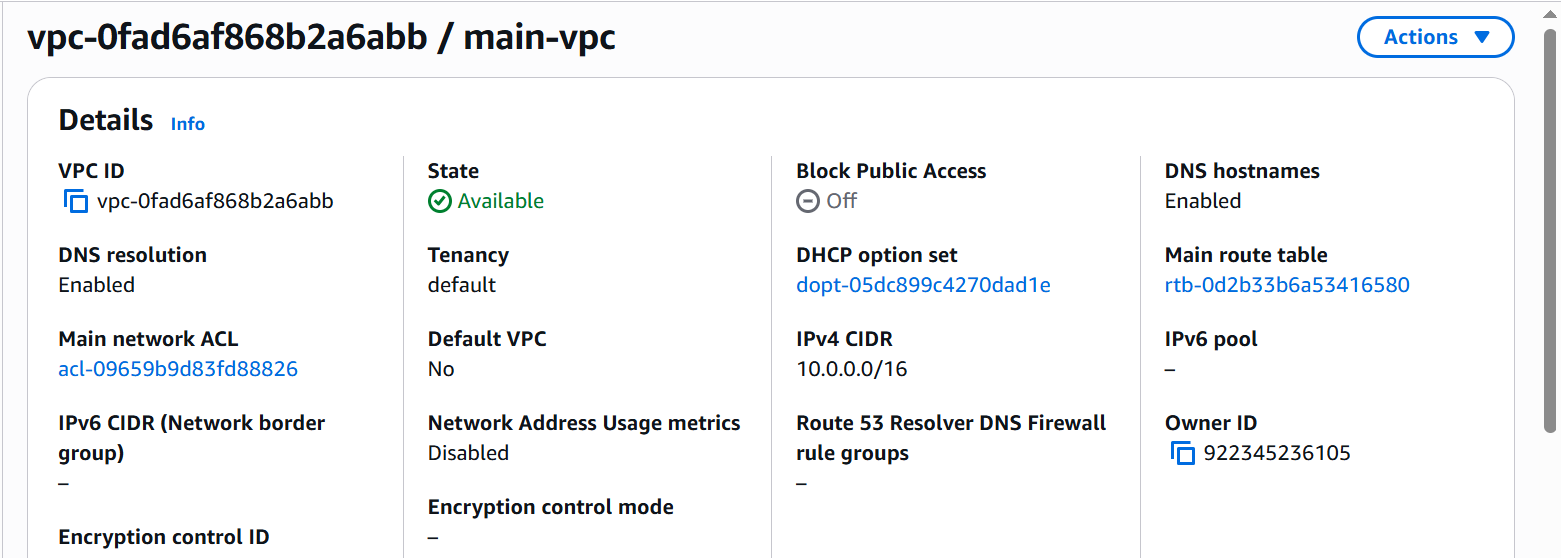 vpc-0fad6af868b2a6abb / main-vpc
Actions
Details Info
VPC ID
vpc-0fad6af868b2a6abb
State
Available
Block Public Access
Off
DNS hostnames
Enabled
DNS resolution
Enabled
Tenancy
default
DHCP option set
dopt-05dc899c4270dad1e
Main route table
rtb-0d2b33b6a53416580
Main network ACL
acl-09659b9d83fd88826
Default VPC
No
IPv4 CIDR
10.0.0.0/16
IPv6 pool
–
IPv6 CIDR (Network border
group)
–
Network Address Usage metrics
Disabled
Route 53 Resolver DNS Firewall
rule groups
–
Owner ID
922345236105
Encryption control ID
Encryption control mode
–